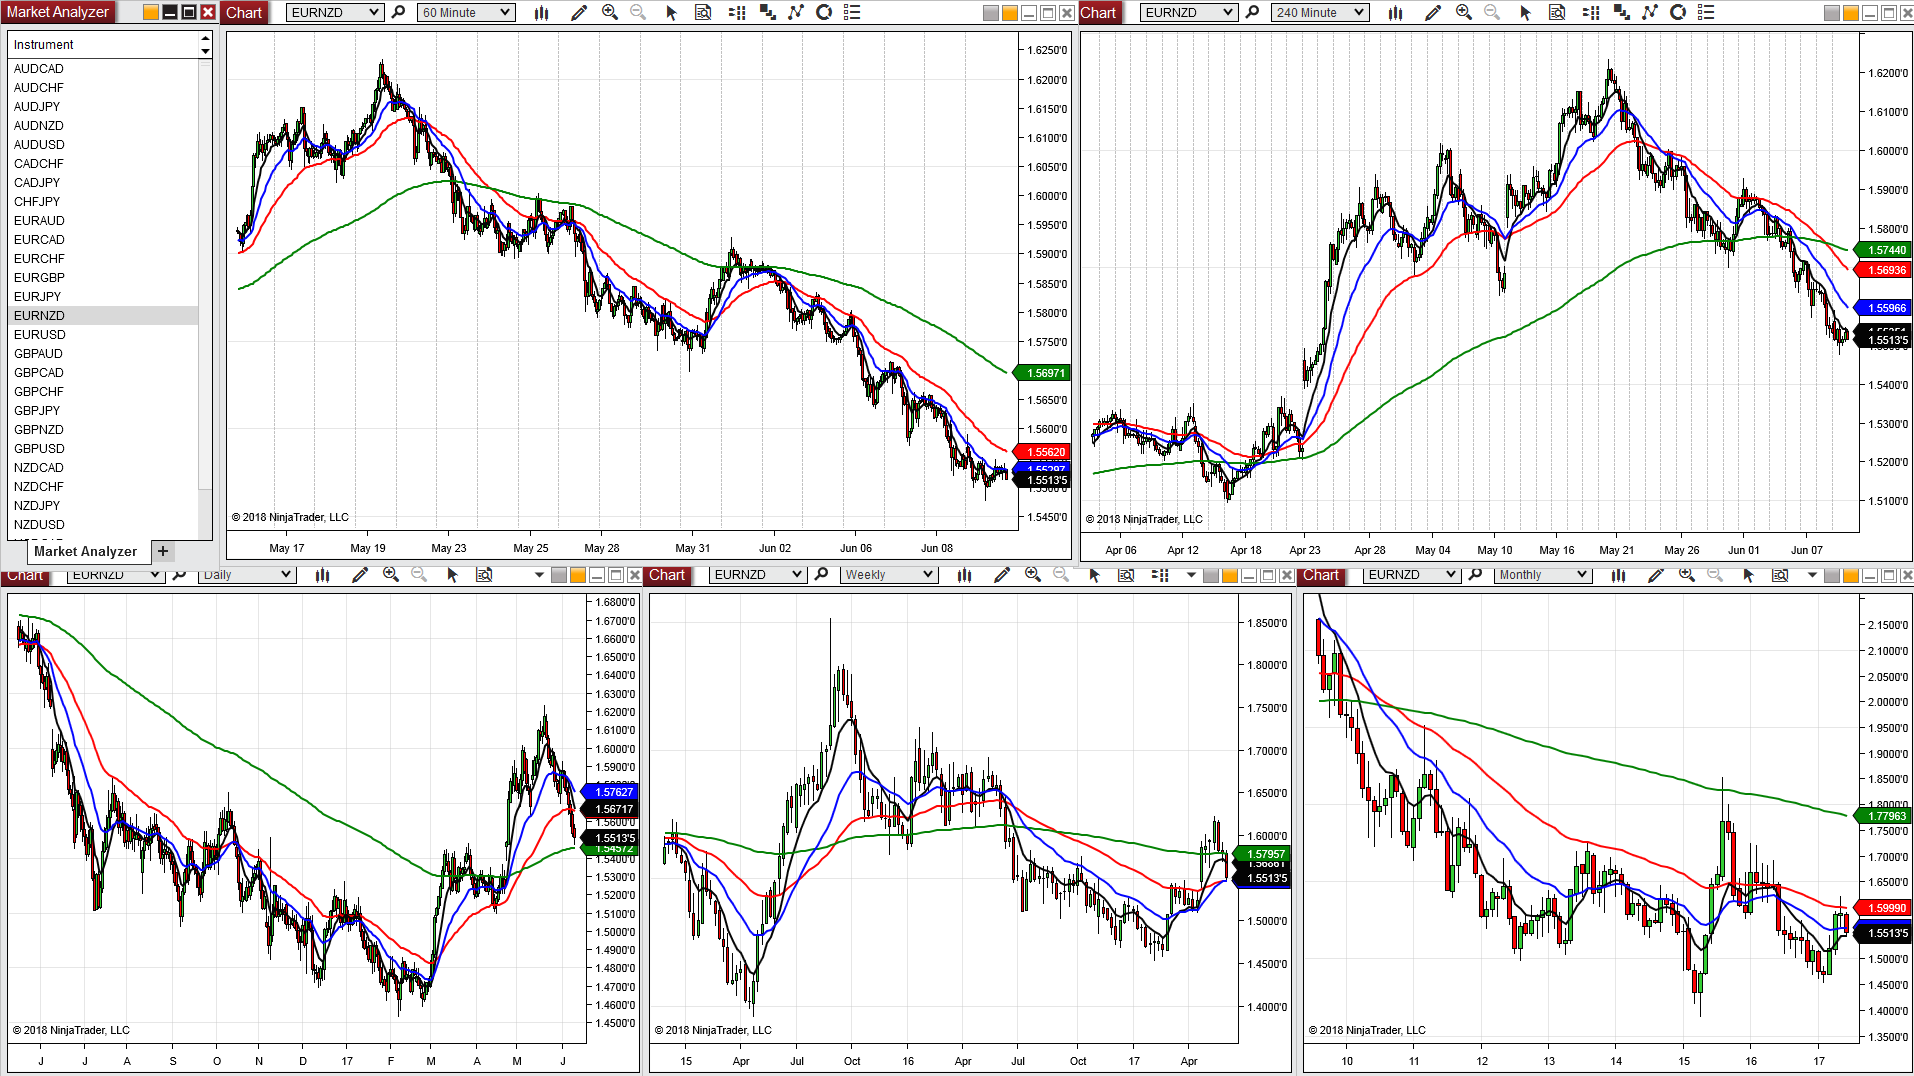 Market Analyzer
Instrument
AUDCAD
AUDCHF
AUDJPY
AUDNZD
AUDUSD
CADCHF
CADJPY
CHFJPY
EURAUD
EURCAD
EURCHF
EURGBP
EURJPY
EURNZD
EURUSD
GBPAUD
GBPCAD
GBPCHF
GBPJPY
GBPNZD
GBPUSD
NZDCAD
NZDCHF
NZDJPY
NZDUSD
Market Analyzer +
Chart EURNZD 60 Minute
1.6250'0
1.6200'0
1.6150'0
1.6100'0
1.6050'0
1.6000'0
1.5950'0
1.5900'0
1.5850'0
1.5800'0
1.5750'0
1.56971
1.5650'0
1.5600'0
1.55620
1.5513'5
1.5450'0
© 2018 NinjaTrader, LLC
May 17 May 19 May 23 May 25 May 28 May 31 Jun 02 Jun 06 Jun 08
Chart EURNZD 240 Minute
1.6200'0
1.6100'0
1.6000'0
1.5900'0
1.5800'0
1.57440
1.56936
1.55966
1.5513'5
1.5400'0
1.5300'0
1.5200'0
1.5100'0
© 2018 NinjaTrader, LLC
Apr 06 Apr 12 Apr 18 Apr 23 Apr 28 May 04 May 10 May 16 May 21 May 26 Jun 01 Jun 07
Chart EURNZD Daily
1.6800'0
1.6700'0
1.6600'0
1.6500'0
1.6400'0
1.6300'0
1.6200'0
1.6100'0
1.6000'0
1.5900'0
1.57627
1.56717
1.5600'0
1.5513'5
1.54572
1.5400'0
1.5300'0
1.5200'0
1.5100'0
1.5000'0
1.4900'0
1.4800'0
1.4700'0
1.4600'0
1.4500'0
© 2018 NinjaTrader, LLC
J J A S O N D 17 F M A M J
Chart EURNZD Weekly
1.8500'0
1.8000'0
1.7500'0
1.7000'0
1.6500'0
1.6000'0
1.57957
1.5513'5
1.5000'0
1.4500'0
1.4000'0
© 2018 NinjaTrader, LLC
15 Apr Jul Oct 16 Apr Jul Oct 17 Apr
Chart EURNZD Monthly
2.1500'0
2.1000'0
2.0500'0
2.0000'0
1.9500'0
1.9000'0
1.8500'0
1.8000'0
1.77963
1.7500'0
1.7000'0
1.6500'0
1.59990
1.5513'5
1.5000'0
1.4500'0
1.4000'0
1.3500'0
© 2018 NinjaTrader, LLC
10 11 12 13 14 15 16 17